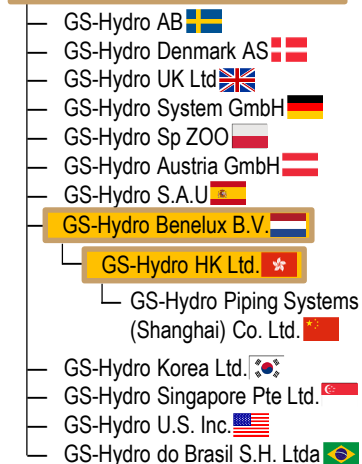 GS-Hydro AB
GS-Hydro Denmark AS
GS-Hydro UK Ltd
GS-Hydro System GmbH
GS-Hydro Sp ZOO
GS-Hydro Austria GmbH
GS-Hydro S.A.U
GS-Hydro Benelux B.V.
GS-Hydro HK Ltd.
GS-Hydro Piping Systems
(Shanghai) Co. Ltd.
GS-Hydro Korea Ltd.
GS-Hydro Singapore Pte Ltd.
GS-Hydro U.S. Inc.
GS-Hydro do Brasil S.H. Ltda